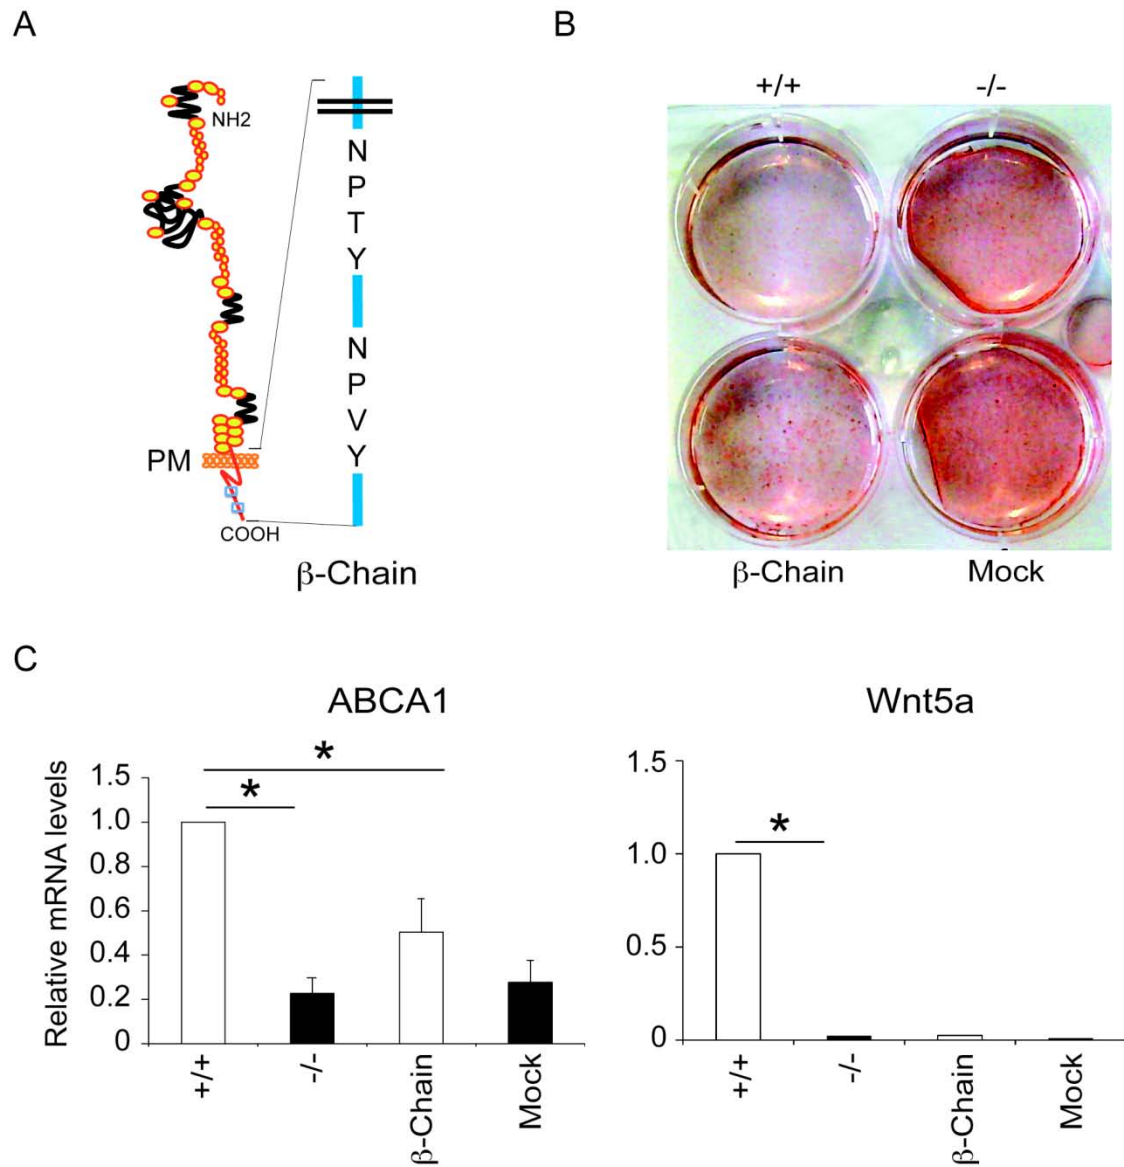 A
B
NH2
PM
COOH
N
P
T
Y
N
P
V
Y
β-Chain
+/+
-/-
β-Chain
Mock
C
ABCA1
Relative mRNA levels
1.5
1.0
0.8
0.6
0.4
0.2
0
*
*
+/+
-/-
β-Chain
Mock
Wnt5a
1.5
1.0
0.5
0
*
+/+
-/-
β-Chain
Mock